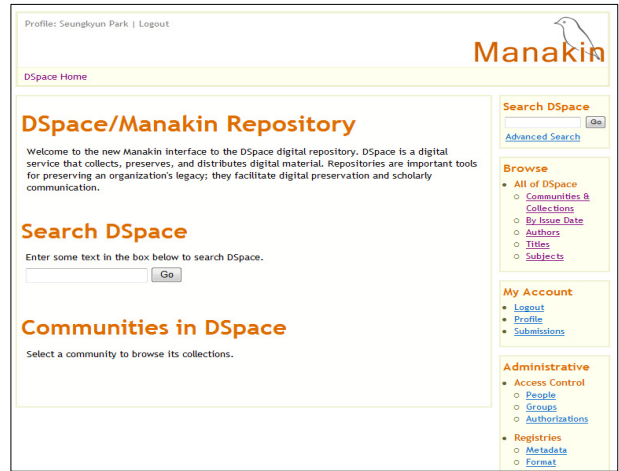 Profile: Seungkyun Park | Logout
Manakin
DSpace Home
DSpace/Manakin Repository
Welcome to the new Manakin interface to the DSpace digital repository. DSpace is a digital
service that collects, preserves, and distributes digital material. Repositories are important tools
for preserving an organization's legacy; they facilitate digital preservation and scholarly
communication.
Search DSpace
Enter some text in the box below to search DSpace.
Go
Communities in DSpace
Select a community to browse its collections.
Search DSpace
Go
Advanced Search
Browse
All of DSpace
Communities &
Collections
By Issue Date
Authors
Titles
Subjects
My Account
Logout
Profile
Submissions
Administrative
Access Control
People
Groups
Authorizations
Registries
Metadata
Format